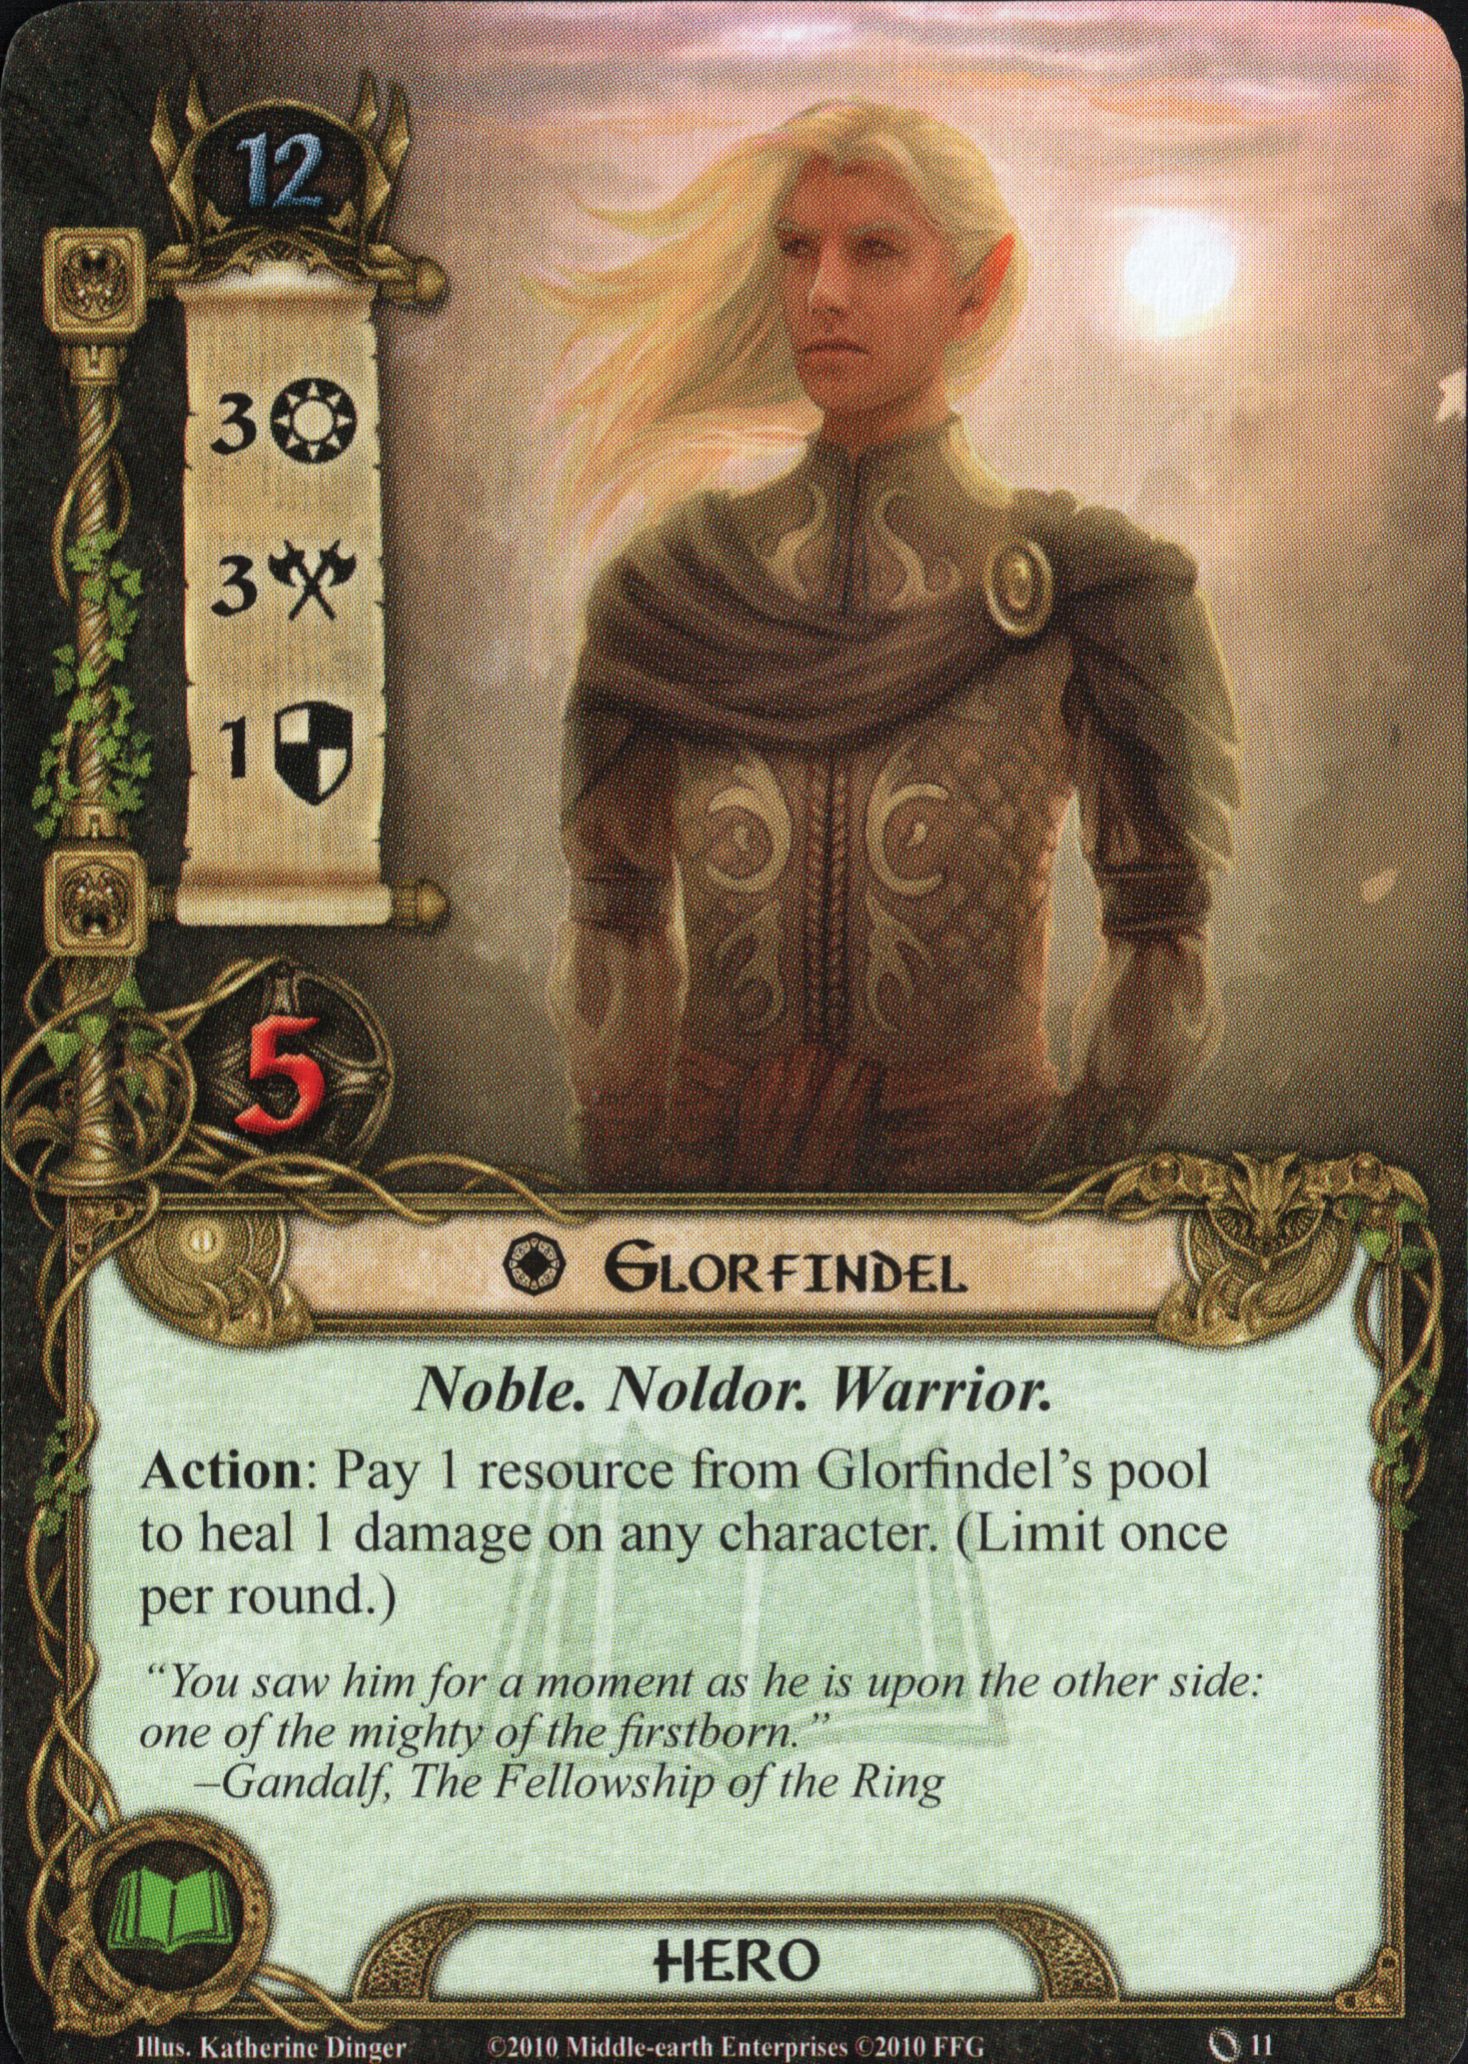 12
3
3
1
5
Glorfindel
Noble. Noldor. Warrior.
Action: Pay 1 resource from Glorfindel's pool
to heal 1 damage on any character. (Limit once
per round.)
“You saw him for a moment as he is upon the other side:
one of the mighty of the firstborn.”
–Gandalf, The Fellowship of the Ring
HERO
Illus. Katherine Dinger ©2010 Middle-earth Enterprises ©2010 FFG 11